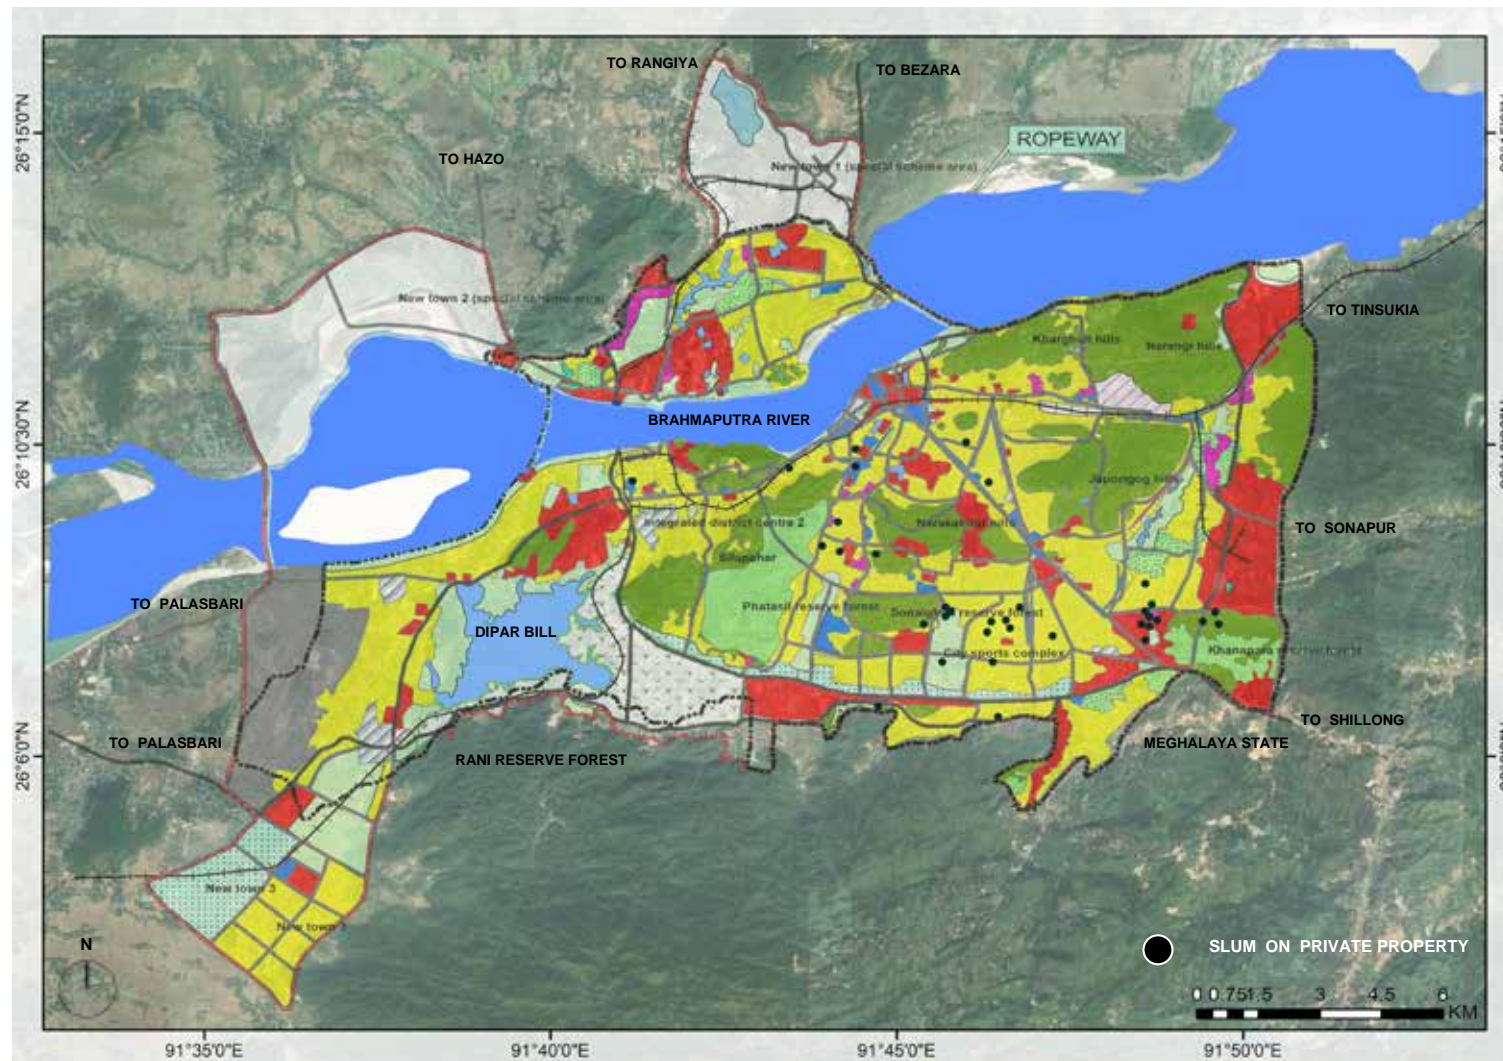 TO RANGIYA
TO BEZARA
26°15'0"N
ROPEWAY
TO HAZO
New town 1 (special scheme area)
New town 2 (special scheme area)
TO TINSUKIA
Kharghuli hills
Narengi hills
BRAHMAPUTRA RIVER
26°10'30"N
Japorigog hills
Integrated district centre 2
Narakasur hills
TO SONAPUR
Silapahar
TO PALASBARI
Phatasil reserve forest
reserve forest
DIPAR BILL
City sports complex
Khanapara reserve forest
TO SHILLONG
TO PALASBARI
MEGHALAYA STATE
26°6'0"N
RANI RESERVE FOREST
New town 3
New town 3
N
SLUM ON PRIVATE PROPERTY
0 0.75 1.5 3 4.5 6
KM
91°35'0"E
91°40'0"E
91°45'0"E
91°50'0"E